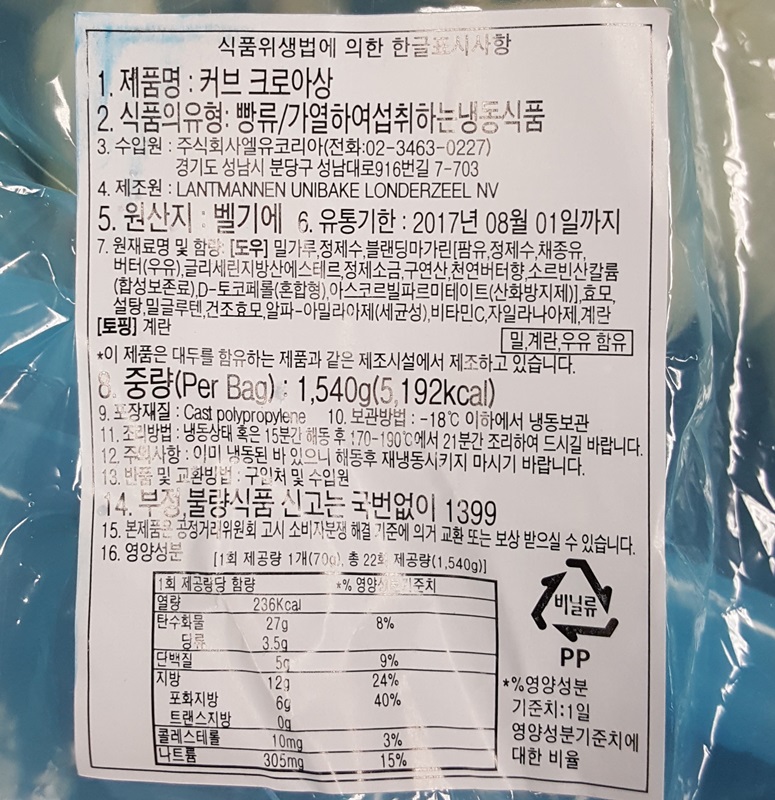 식품위생법에 의한 한글표시사항
1. 제품명 : 커브 크로아상
2. 식품의유형: 빵류/가열하여섭취하는냉동식품
3. 수입원 : 주식회사엘유코리아(전화:02-3463-0227)
경기도 성남시 분당구 성남대로916번길 7-703
4. 제조원 : LANTMANNEN UNIBAKE LONDERZEEL NV
5. 원산지 : 벨기에 6. 유통기한 : 2017년 08월 01일까지
7. 원재료명 및 함량: [도우] 밀가루,정제수,블랜딩마가린[팜유,정제수,채종유,
버터(우유),글리세린지방산에스테르,정제소금,구연산,천연버터향,소르빈산칼륨
(합성보존료),D-토코페롤(혼합형),아스코르빌파르미테이트(산화방지제)],효모,
설탕,밀글루텐,건조효모,알파-아밀라아제(세균성),비타민C,자일라나아제,계란
[토핑] 계란
밀,계란,우유 함유
*이 제품은 대두를 함유하는 제품과 같은 제조시설에서 제조하고 있습니다.
8. 중량(Per Bag) : 1,540g(5,192kcal)
9. 포장재질 : Cast polypropylene 10. 보관방법 : -18℃ 이하에서 냉동보관
11. 조리방법 : 냉동상태 혹은 15분간 해동 후 170-190℃에서 21분간 조리하여 드시길 바랍니다.
12. 주의사항 : 이미 냉동된 바 있으니 해동후 재냉동시키지 마시기 바랍니다.
13. 반품 및 교환방법 : 구입처 및 수입원
14. 부정,불량식품 신고는 국번없이 1399
15. 본제품은 공정거래위원회 고시 소비자분쟁 해결 기준에 의거 교환 또는 보상 받으실 수 있습니다.
16. 영양성분 [1회 제공량 1개(70g), 총 22회 제공량(1,540g)]
1회 제공량당 함량 *% 영양성분기준치
열량 236Kcal
탄수화물 27g 8%
당류 3.5g
단백질 5g 9%
지방 12g 24%
포화지방 6g 40%
트랜스지방 0g
콜레스테롤 10mg 3%
나트륨 305mg 15%
비닐류
PP
*%영양성분
기준치:1일
영양성분기준치에
대한 비율